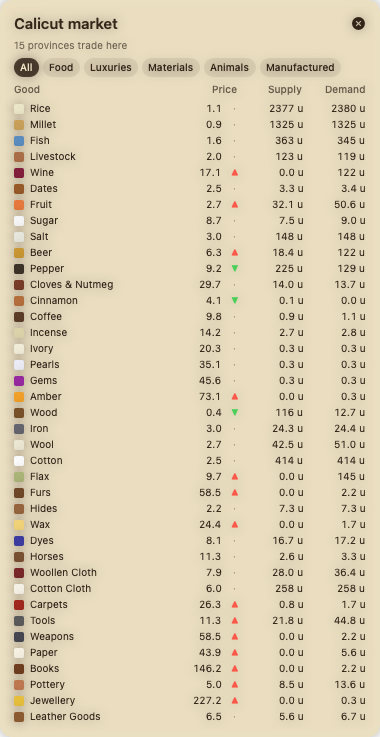 Calicut market
15 provinces trade here
All Food Luxuries Materials Animals Manufactured
Good Price Supply Demand
Rice 1.1 · 2377 u 2380 u
Millet 0.9 · 1325 u 1325 u
Fish 1.6 · 363 u 345 u
Livestock 2.0 · 123 u 119 u
Wine 17.1 ▲ 0.0 u 122 u
Dates 2.5 · 3.3 u 3.4 u
Fruit 2.7 ▲ 32.1 u 50.6 u
Sugar 8.7 · 7.5 u 9.0 u
Salt 3.0 · 148 u 148 u
Beer 6.3 ▲ 18.4 u 122 u
Pepper 9.2 ▼ 225 u 129 u
Cloves & Nutmeg 29.7 · 14.0 u 13.7 u
Cinnamon 4.1 ▼ 0.1 u 0.0 u
Coffee 9.8 · 0.9 u 1.1 u
Incense 14.2 · 2.7 u 2.8 u
Ivory 20.3 · 0.3 u 0.3 u
Pearls 35.1 · 0.3 u 0.3 u
Gems 45.6 · 0.3 u 0.3 u
Amber 73.1 ▲ 0.0 u 0.3 u
Wood 0.4 ▼ 116 u 12.7 u
Iron 3.0 · 24.3 u 24.4 u
Wool 2.7 · 42.5 u 51.0 u
Cotton 2.5 · 414 u 414 u
Flax 9.7 ▲ 0.0 u 145 u
Furs 58.5 ▲ 0.0 u 2.2 u
Hides 2.2 · 7.3 u 7.3 u
Wax 24.4 ▲ 0.0 u 1.7 u
Dyes 8.1 · 16.7 u 17.2 u
Horses 11.3 · 2.6 u 3.3 u
Woollen Cloth 7.9 · 28.0 u 36.4 u
Cotton Cloth 6.0 · 258 u 258 u
Carpets 26.3 ▲ 0.8 u 1.7 u
Tools 11.3 ▲ 21.8 u 44.8 u
Weapons 58.5 ▲ 0.0 u 2.2 u
Paper 43.9 ▲ 0.0 u 5.6 u
Books 146.2 ▲ 0.0 u 2.2 u
Pottery 5.0 ▲ 8.5 u 13.6 u
Jewellery 227.2 ▲ 0.0 u 0.3 u
Leather Goods 6.5 · 5.6 u 6.7 u